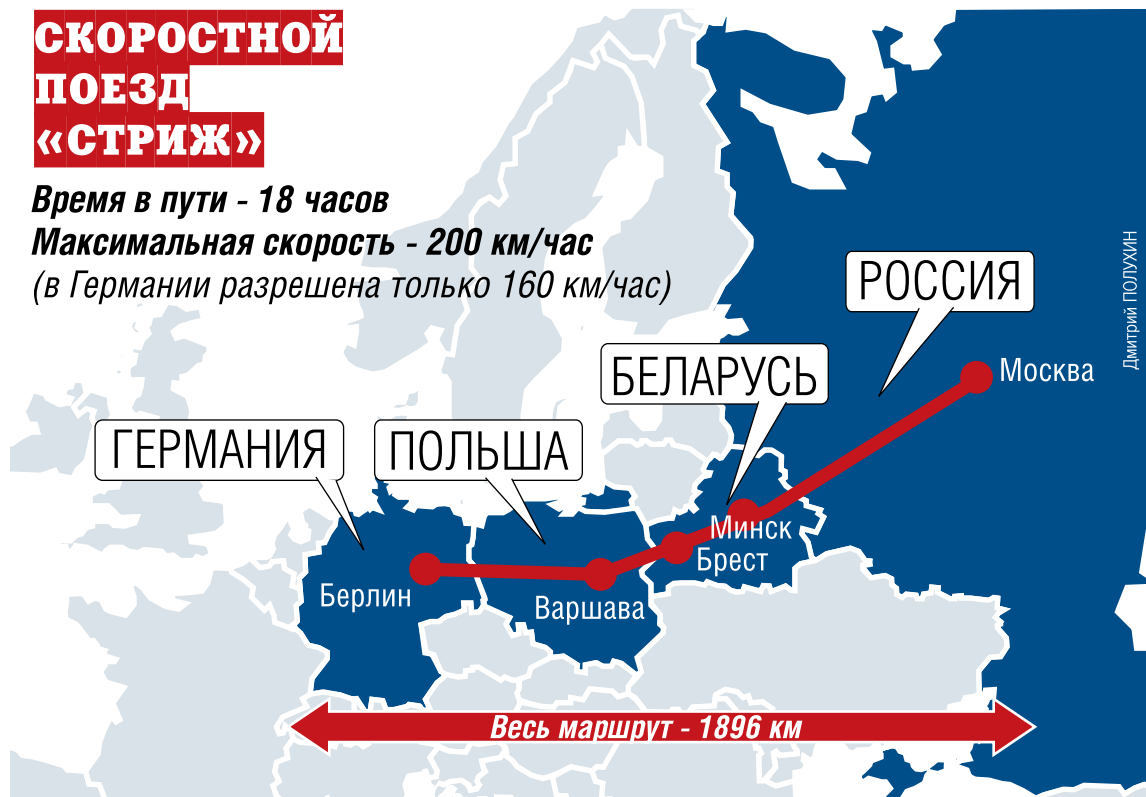 СКОРОСТНОЙ
ПОЕЗД
«СТРИЖ»
Время в пути - 18 часов
Максимальная скорость - 200 км/час
(в Германии разрешена только 160 км/час)
Дмитрий ПОЛУХИН
РОССИЯ
БЕЛАРУСЬ
Москва
ГЕРМАНИЯ
ПОЛЬША
Минск
Брест
Берлин
Варшава
Весь маршрут - 1896 км